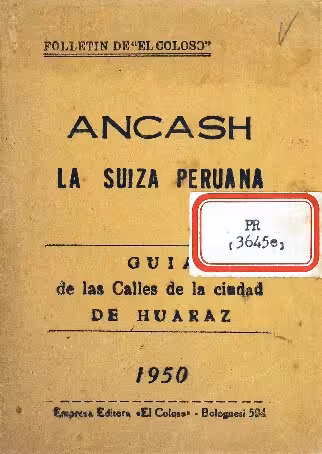 FOLLETIN DE "EL COLOSO"
ANCASH
LA SUIZA PERUANA
PR
(3645e)
GUIA
de las Calles de la ciudad
DE HUARAZ
1950
Empresa Editora «El Coloso» - Bolognesi 504